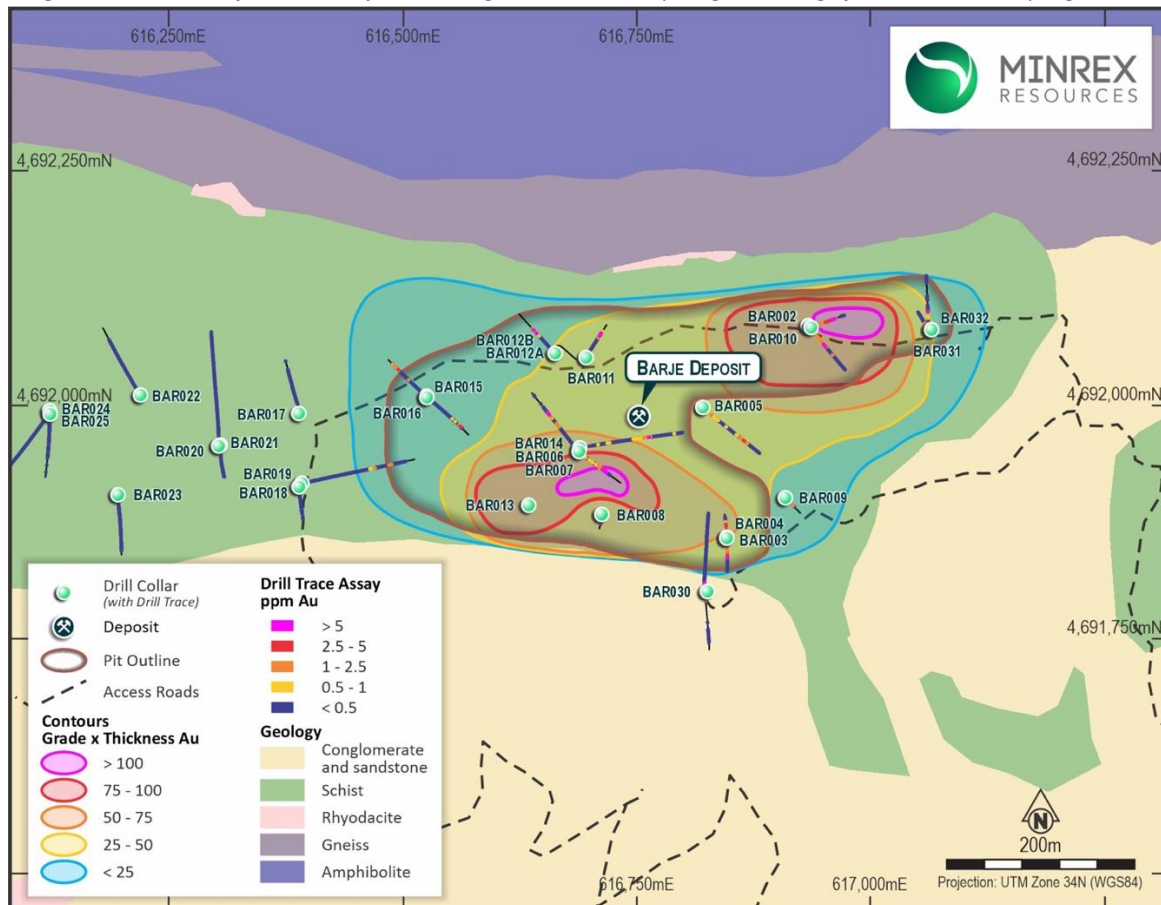 616,250mE
616,500mE
616,750mE
MINREX
RESOURCES
4,692,250mN
4,692,250mN
BAR002
BAR010
BAR032
BAR031
BAR012B
BAR012A
BAR011
BARJE DEPOSIT
BAR015
BAR016
BAR005
4,692,000mN
BAR022
BAR024
BAR025
BAR017
BAR020
BAR021
BAR014
BAR006
BAR007
BAR019
BAR018
BAR023
BAR013
BAR008
BAR009
BAR004
BAR003
BAR030
4,691,750mN
Drill Collar
(with Drill Trace)
Deposit
Pit Outline
Access Roads
Contours
Grade x Thickness Au
> 100
75 - 100
50 - 75
25 - 50
< 25
Drill Trace Assay
ppm Au
> 5
2.5 - 5
1 - 2.5
0.5 - 1
< 0.5
Geology
Conglomerate
and sandstone
Schist
Rhyodacite
Gneiss
Amphibolite
616,750mE
617,000mE
N
200m
Projection: UTM Zone 34N (WGS84)